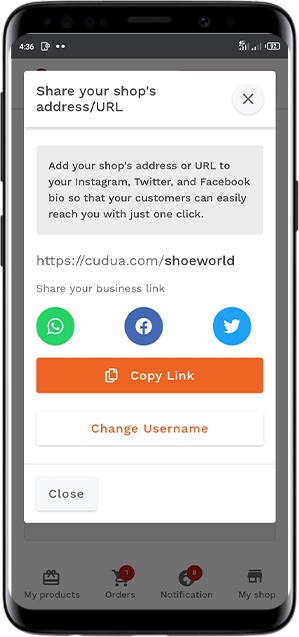 4:36
92
Share your shop's
address/URL
Add your shop's address or URL to
your Instagram, Twitter, and Facebook
bio so that your customers can easily
reach you with just one click.
https://cudua.com/shoeworld
Share your business link
Copy Link
Change Username
Close
1
8
My products Orders Notification My shop